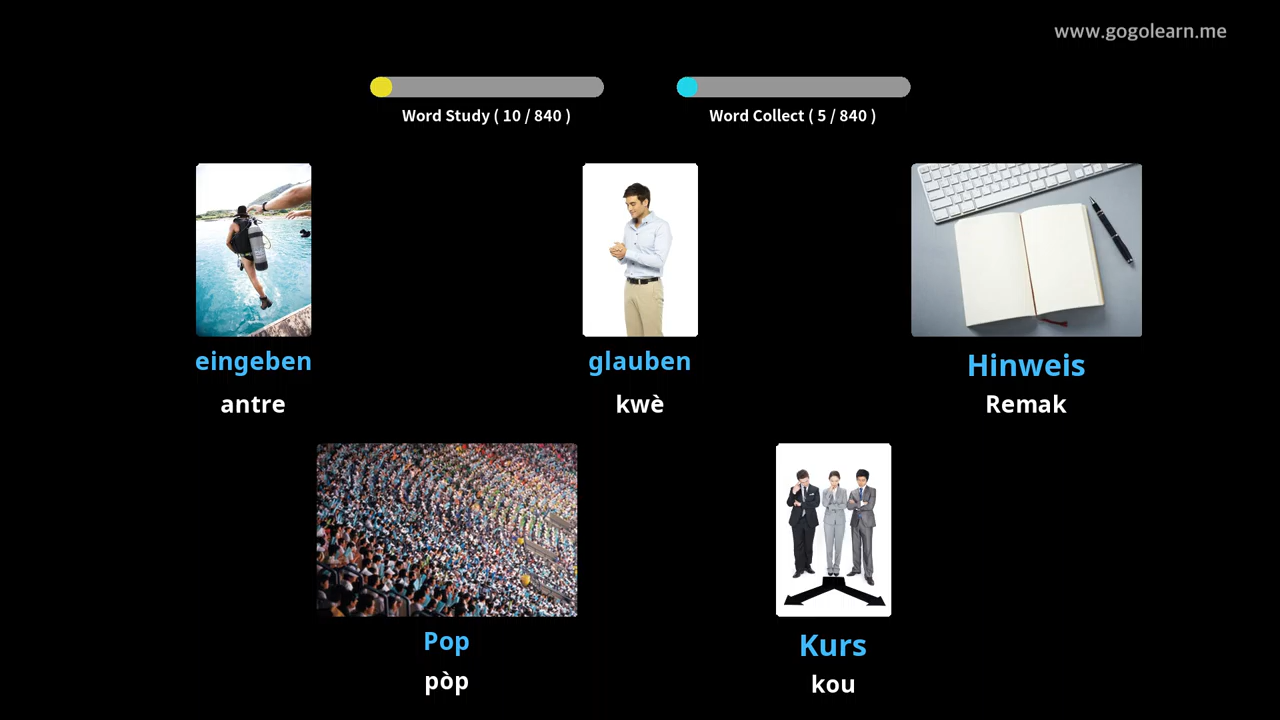 www.gogolearn.me
Word Study ( 10 / 840 )
Word Collect ( 5 / 840 )
eingeben
antre
glauben
kwè
Hinweis
Remak
Pop
pòp
Kurs
kou